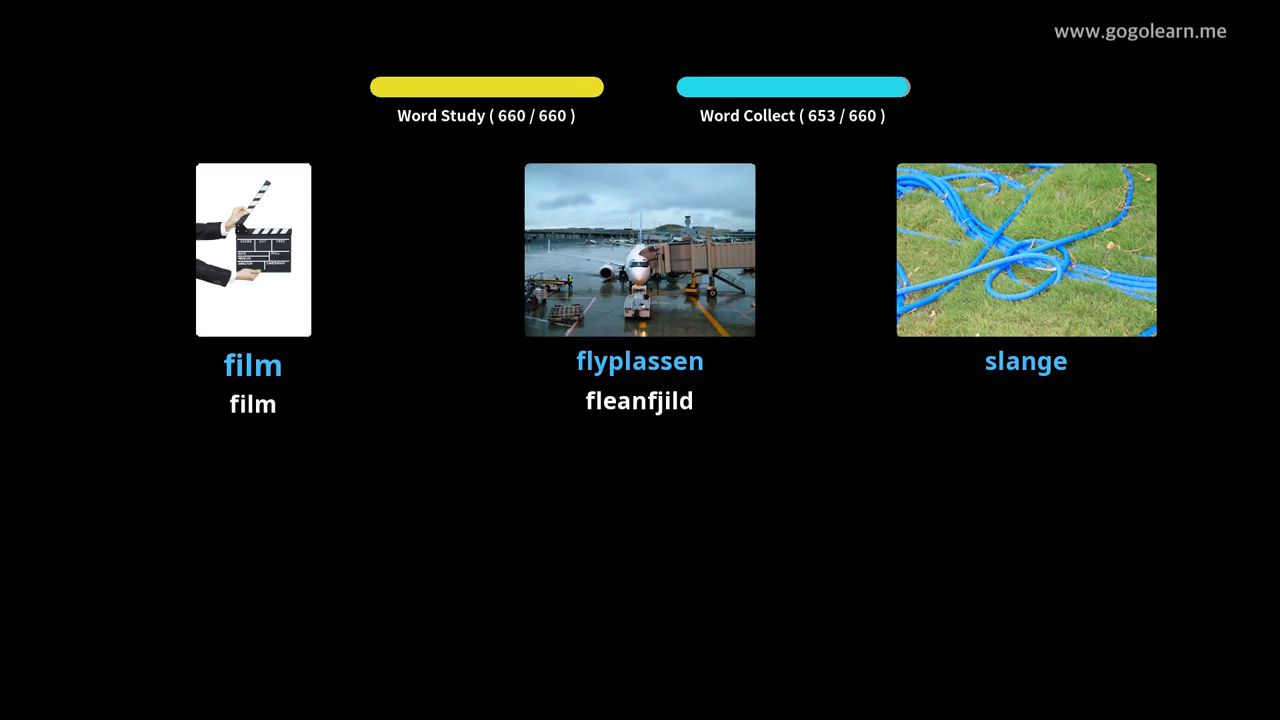 www.gogolearn.me
Word Study ( 660 / 660 )
Word Collect ( 653 / 660 )
film
flyplassen
slange
film
fleanfjild